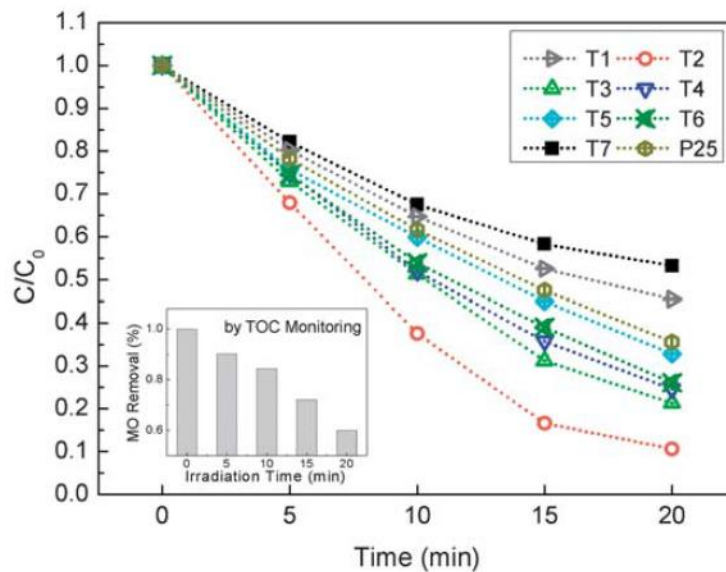 1.1
1.0
0.9
0.8
0.7
0.6
0.5
0.4
0.3
0.2
0.1
0.0
C/C₀
0 5 10 15 20
Time (min)
T1 T2
T3 T4
T5 T6
T7 P25
by TOC Monitoring
MO Removal (%)
1.0
0.8
0.6
0 5 10 15 20
Irradiation Time (min)